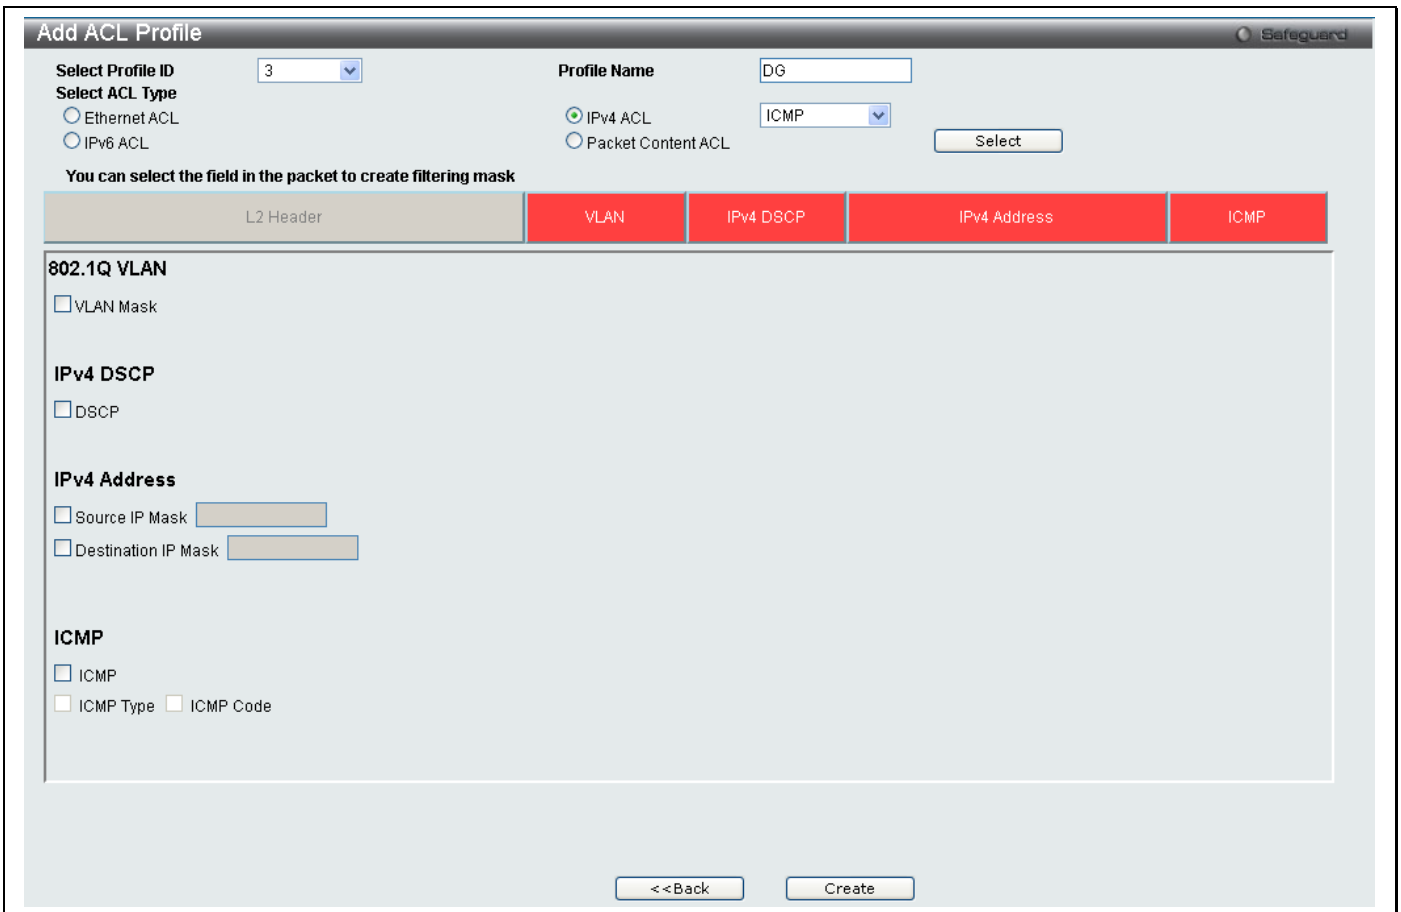 Add ACL Profile
Safeguard
Select Profile ID 3 Profile Name DG
Select ACL Type
Ethernet ACL IPv4 ACL ICMP
IPv6 ACL Packet Content ACL Select
You can select the field in the packet to create filtering mask
L2 Header VLAN IPv4 DSCP IPv4 Address ICMP
802.1Q VLAN
VLAN Mask
IPv4 DSCP
DSCP
IPv4 Address
Source IP Mask
Destination IP Mask
ICMP
ICMP
ICMP Type ICMP Code
<<Back Create